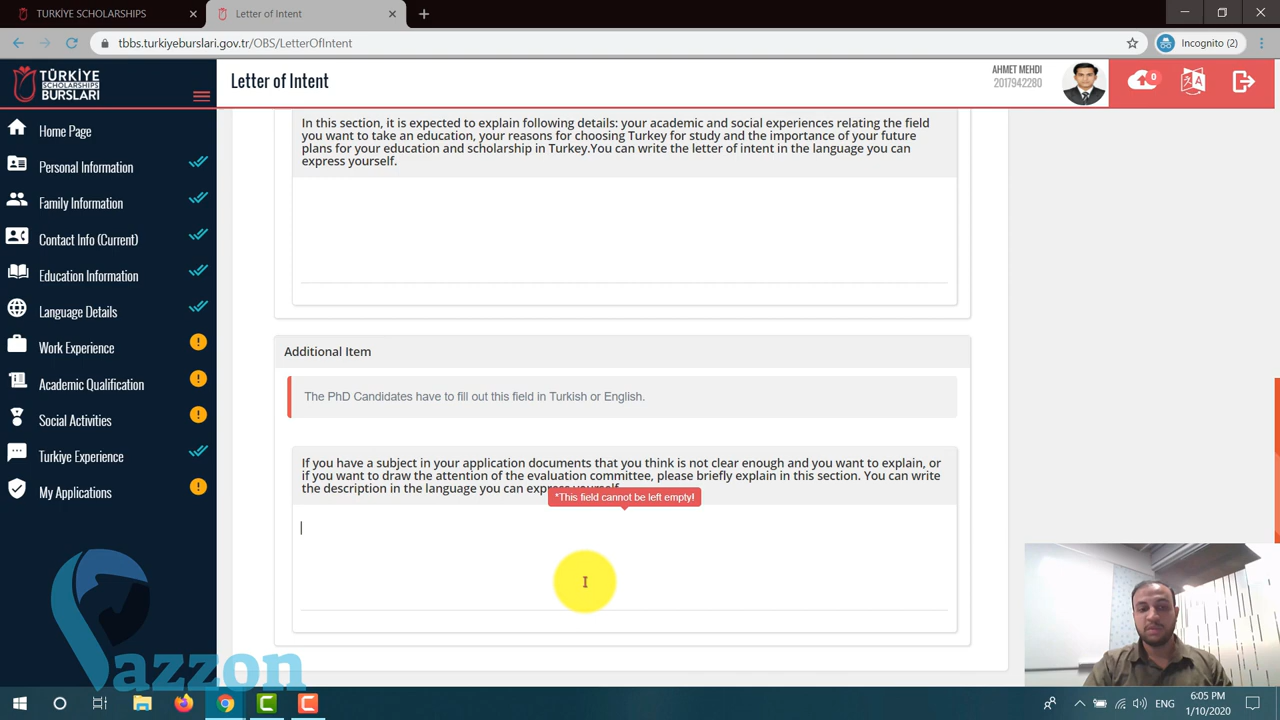 TURKİYE SCHOLARSHIPS
Letter of Intent
tbbs.turkiyeburslari.gov.tr/OBS/LetterOfIntent
Incognito (2)
TÜRKİYE
SCHOLARSHIPS
BURSLARI
Letter of Intent
AHMET MEHDI
2017942280
0
Home Page
Personal Information
Family Information
Contact Info (Current)
Education Information
Language Details
Work Experience
Academic Qualification
Social Activities
Turkiye Experience
My Applications
In this section, it is expected to explain following details: your academic and social experiences relating the field
you want to take an education, your reasons for choosing Turkey for study and the importance of your future
plans for your education and scholarship in Turkey.You can write the letter of intent in the language you can
express yourself.
Additional Item
The PhD Candidates have to fill out this field in Turkish or English.
If you have a subject in your application documents that you think is not clear enough and you want to explain, or
if you want to draw the attention of the evaluation committee, please briefly explain in this section. You can write
the description in the language you can express yourself.
*This field cannot be left empty!
Pazzon
ENG
6:05 PM
1/10/2020